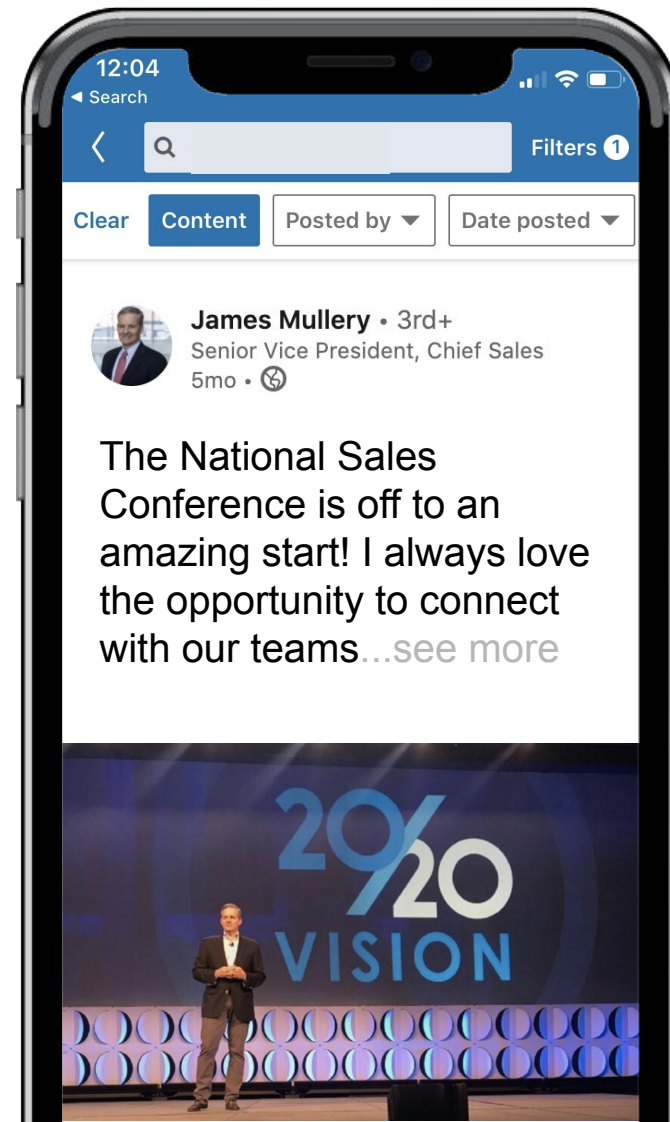 12:04
◀ Search
Filters 1
Clear Content Posted by Date posted
James Mullery • 3rd+
Senior Vice President, Chief Sales
5mo •
The National Sales
Conference is off to an
amazing start! I always love
the opportunity to connect
with our teams...see more
20/20
VISION